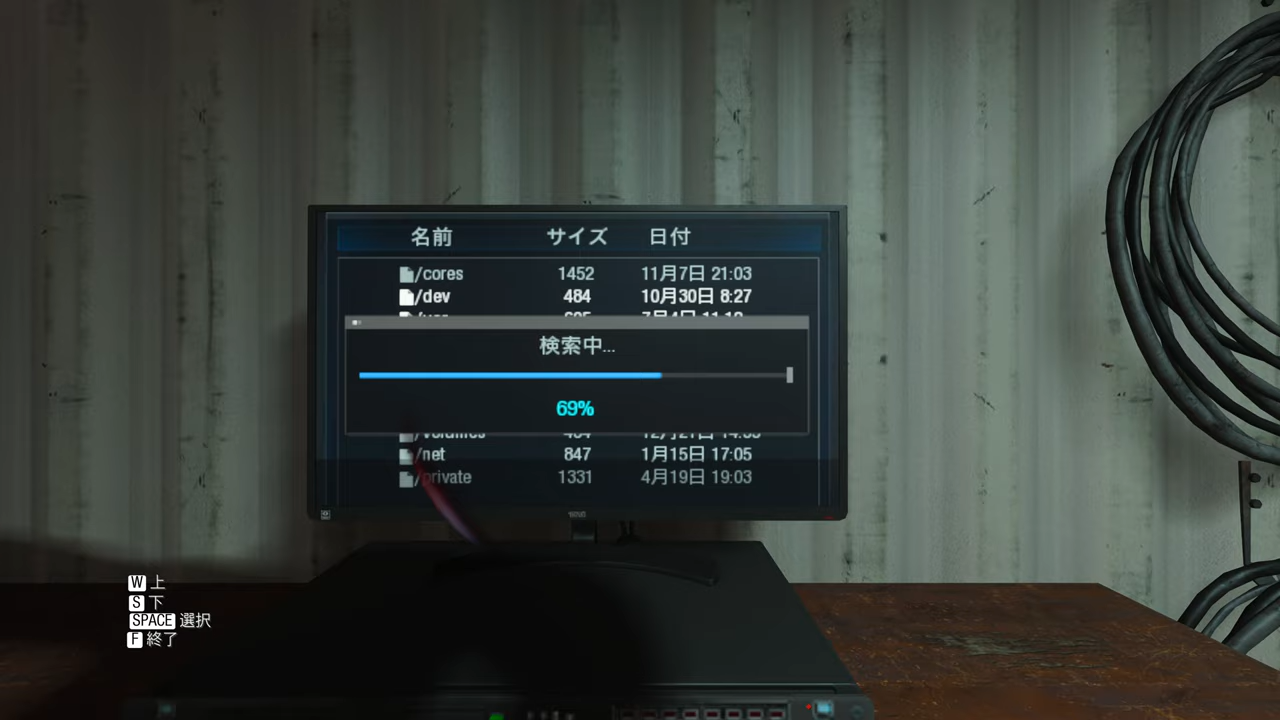 名前 サイズ 日付
/cores 1452 11月7日 21:03
/dev 484 10月30日 8:27
検索中...
69%
/net 847 1月15日 17:05
/private 1331 4月19日 19:03
W 上
S 下
SPACE 選択
F 終了